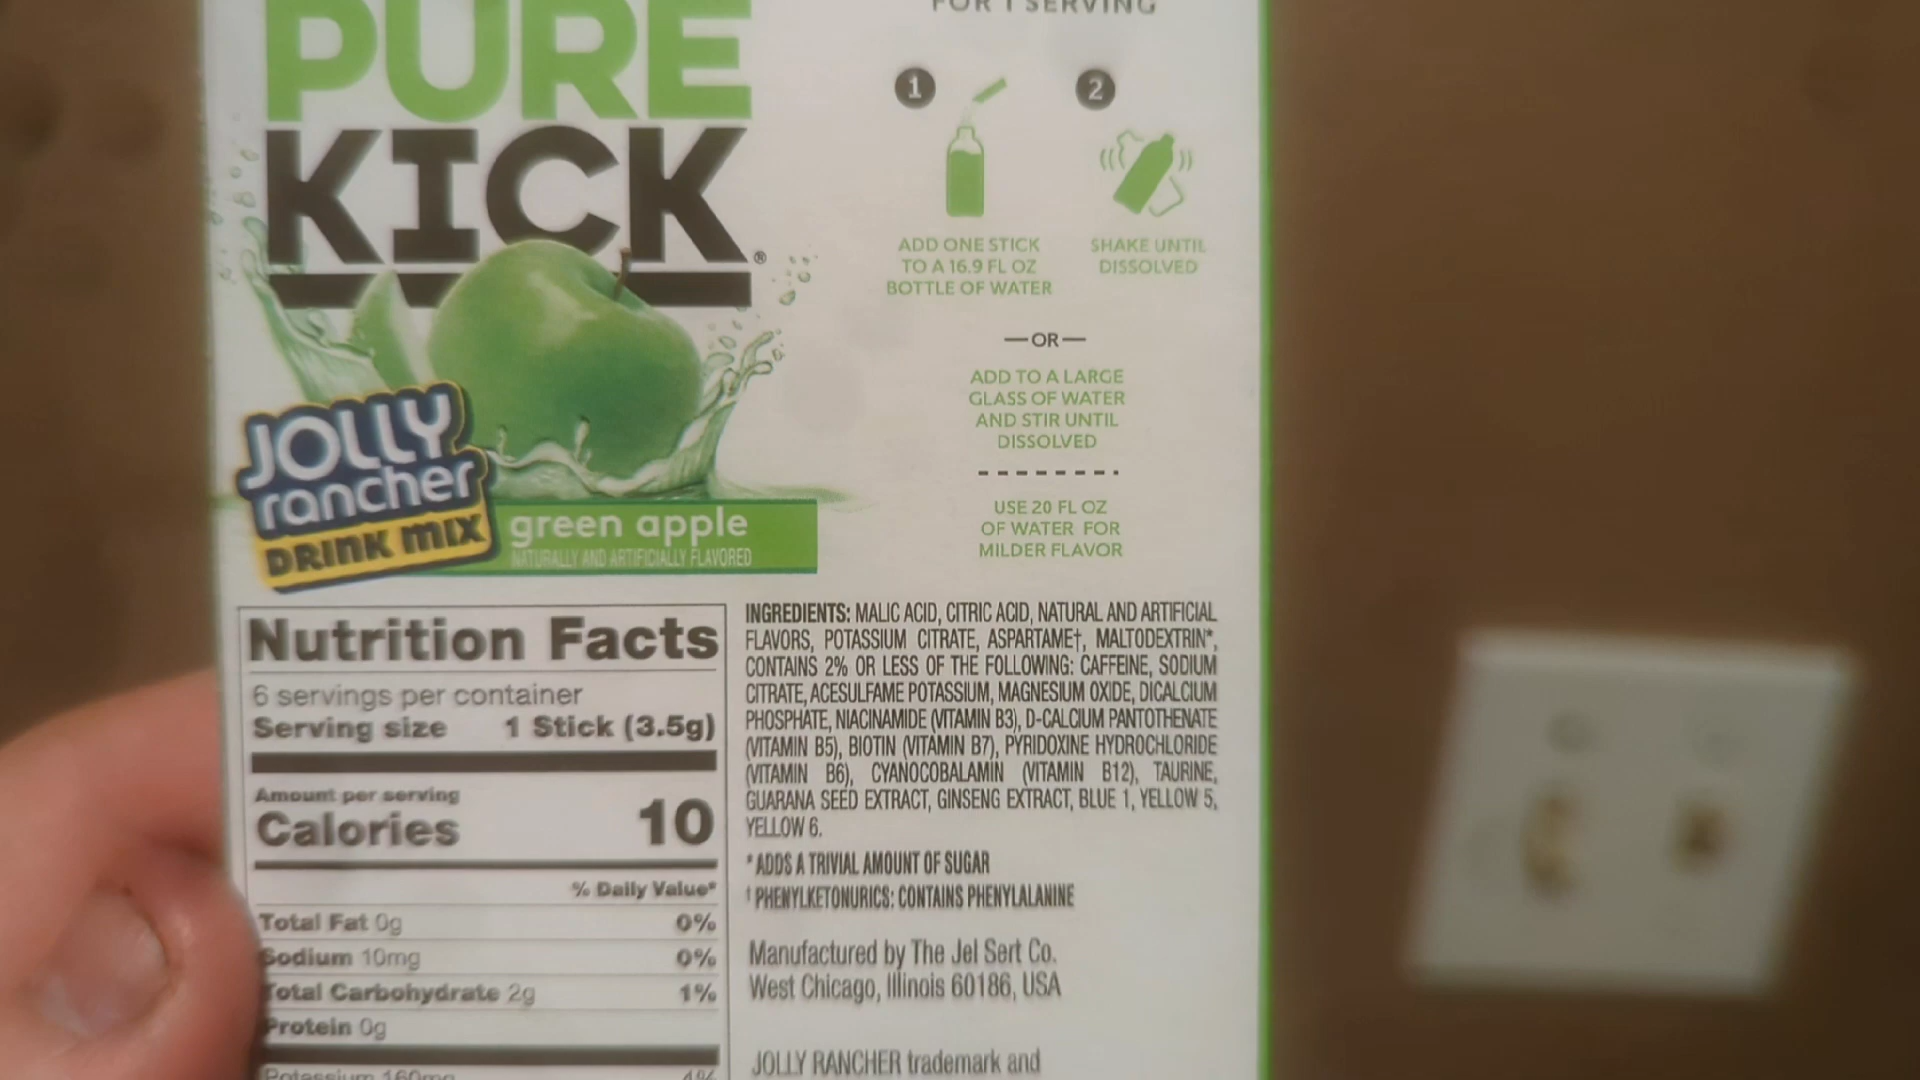 PURE
KICK®
JOLLY
rancher
DRINK MIX
green apple
NATURALLY AND ARTIFICIALLY FLAVORED
FOR 1 SERVING
1
2
ADD ONE STICK
TO A 16.9 FL OZ
BOTTLE OF WATER
SHAKE UNTIL
DISSOLVED
—OR—
ADD TO A LARGE
GLASS OF WATER
AND STIR UNTIL
DISSOLVED
USE 20 FL OZ
OF WATER FOR
MILDER FLAVOR
Nutrition Facts
6 servings per container
Serving size 1 Stick (3.5g)
Amount per serving
Calories 10
% Daily Value*
Total Fat 0g 0%
Sodium 10mg 0%
Total Carbohydrate 2g 1%
Protein 0g
Potassium 160mg 4%
INGREDIENTS: MALIC ACID, CITRIC ACID, NATURAL AND ARTIFICIAL
FLAVORS, POTASSIUM CITRATE, ASPARTAME†, MALTODEXTRIN*,
CONTAINS 2% OR LESS OF THE FOLLOWING: CAFFEINE, SODIUM
CITRATE, ACESULFAME POTASSIUM, MAGNESIUM OXIDE, DICALCIUM
PHOSPHATE, NIACINAMIDE (VITAMIN B3), D-CALCIUM PANTOTHENATE
(VITAMIN B5), BIOTIN (VITAMIN B7), PYRIDOXINE HYDROCHLORIDE
(VITAMIN B6), CYANOCOBALAMIN (VITAMIN B12), TAURINE,
GUARANA SEED EXTRACT, GINSENG EXTRACT, BLUE 1, YELLOW 5,
YELLOW 6.
*ADDS A TRIVIAL AMOUNT OF SUGAR
† PHENYLKETONURICS: CONTAINS PHENYLALANINE
Manufactured by The Jel Sert Co.
West Chicago, Illinois 60186, USA
JOLLY RANCHER trademark and